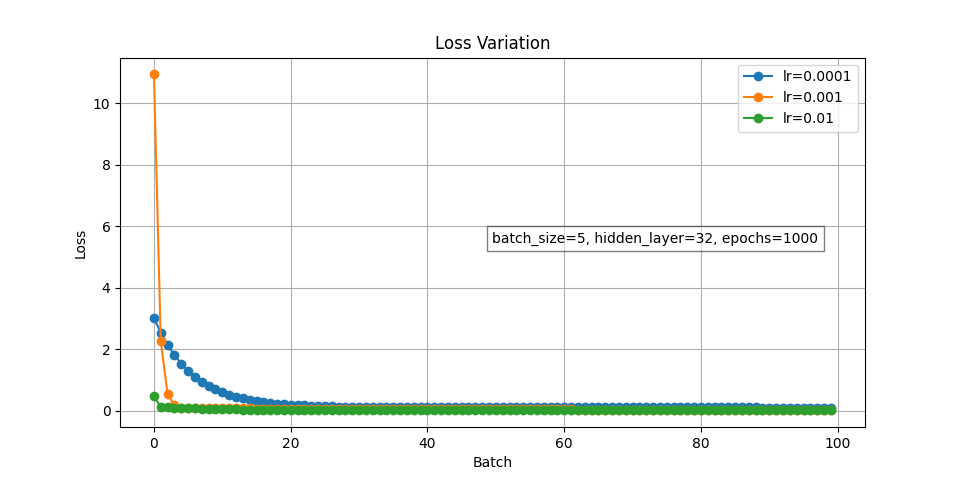 Loss Variation
lr=0.0001
lr=0.001
lr=0.01
10
8
6
4
2
0
Loss
batch_size=5, hidden_layer=32, epochs=1000
0 20 40 60 80 100
Batch